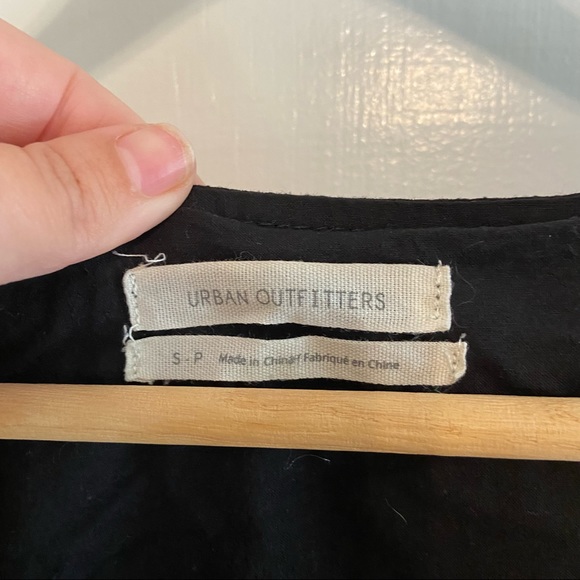 URBAN OUTFITTERS
S-P Made in China/ Fabriqué en Chine